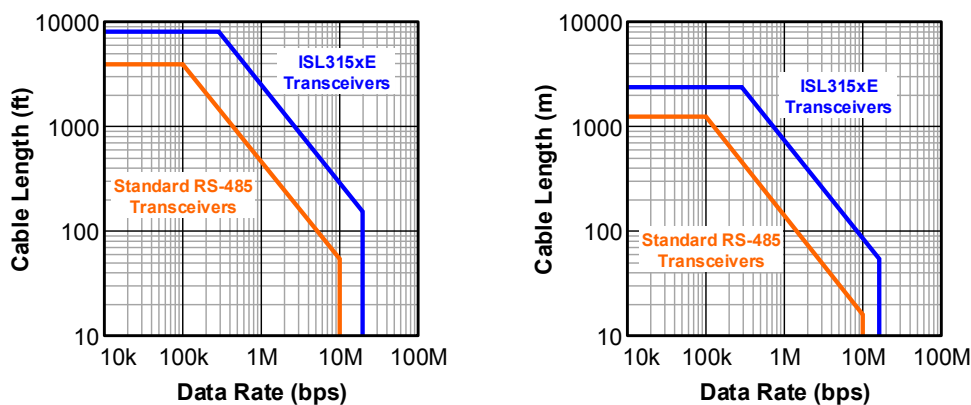 10000
1000
100
10
Cable Length (ft)
ISL315xE
Transceivers
Standard RS-485
Transceivers
10k 100k 1M 10M 100M
Data Rate (bps)
10000
1000
100
10
Cable Length (m)
ISL315xE
Transceivers
Standard RS-485
Transceivers
10k 100k 1M 10M 100M
Data Rate (bps)